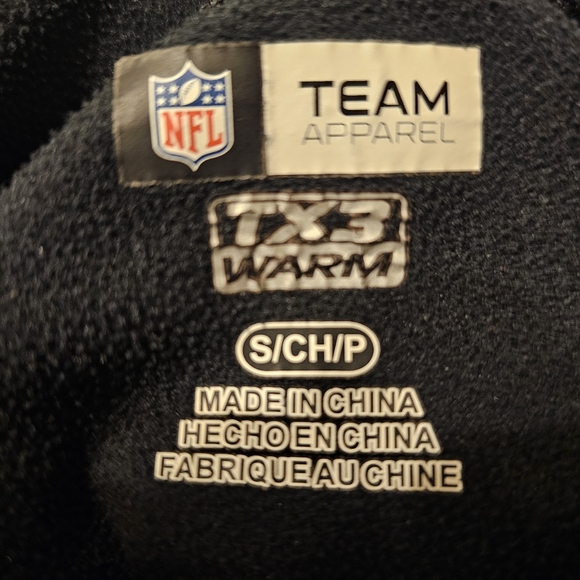 NFL
TEAM
APPAREL
TX3
WARM
S/CH/P
MADE IN CHINA
HECHO EN CHINA
FABRIQUE AU CHINE